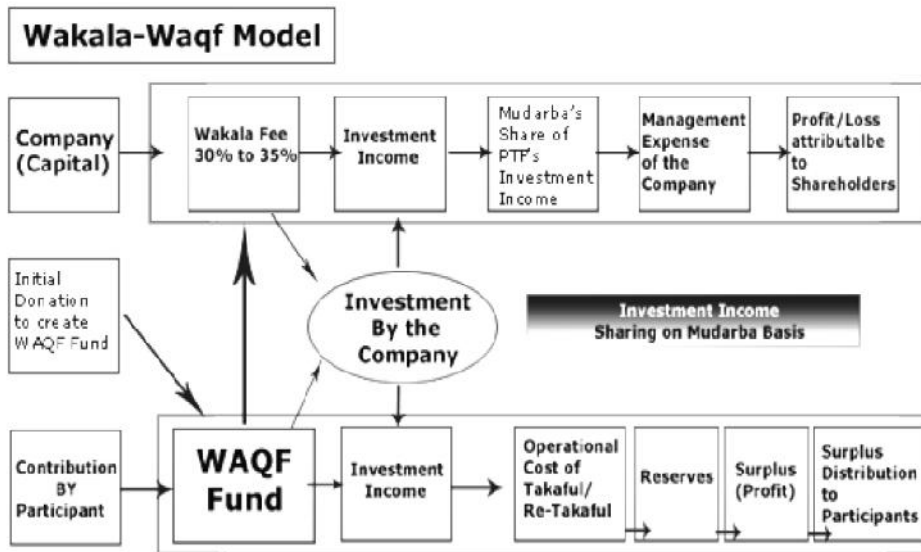 Wakala-Waqf Model
Company
(Capital)
Wakala Fee
30% to 35%
Investment
Income
Mudarba's
Share of
PTF's
Investment
Income
Management
Expense
of the
Company
Profit/Loss
attributalbe
to
Shareholders
Initial
Donation
to create
WAQF Fund
Investment
By the
Company
Investment Income
Sharing on Mudarba Basis
Contribution
BY
Participant
WAQF
Fund
Investment
Income
Operational
Cost of
Takaful/
Re-Takaful
Reserves
Surplus
(Profit)
Surplus
Distribution
to
Participants